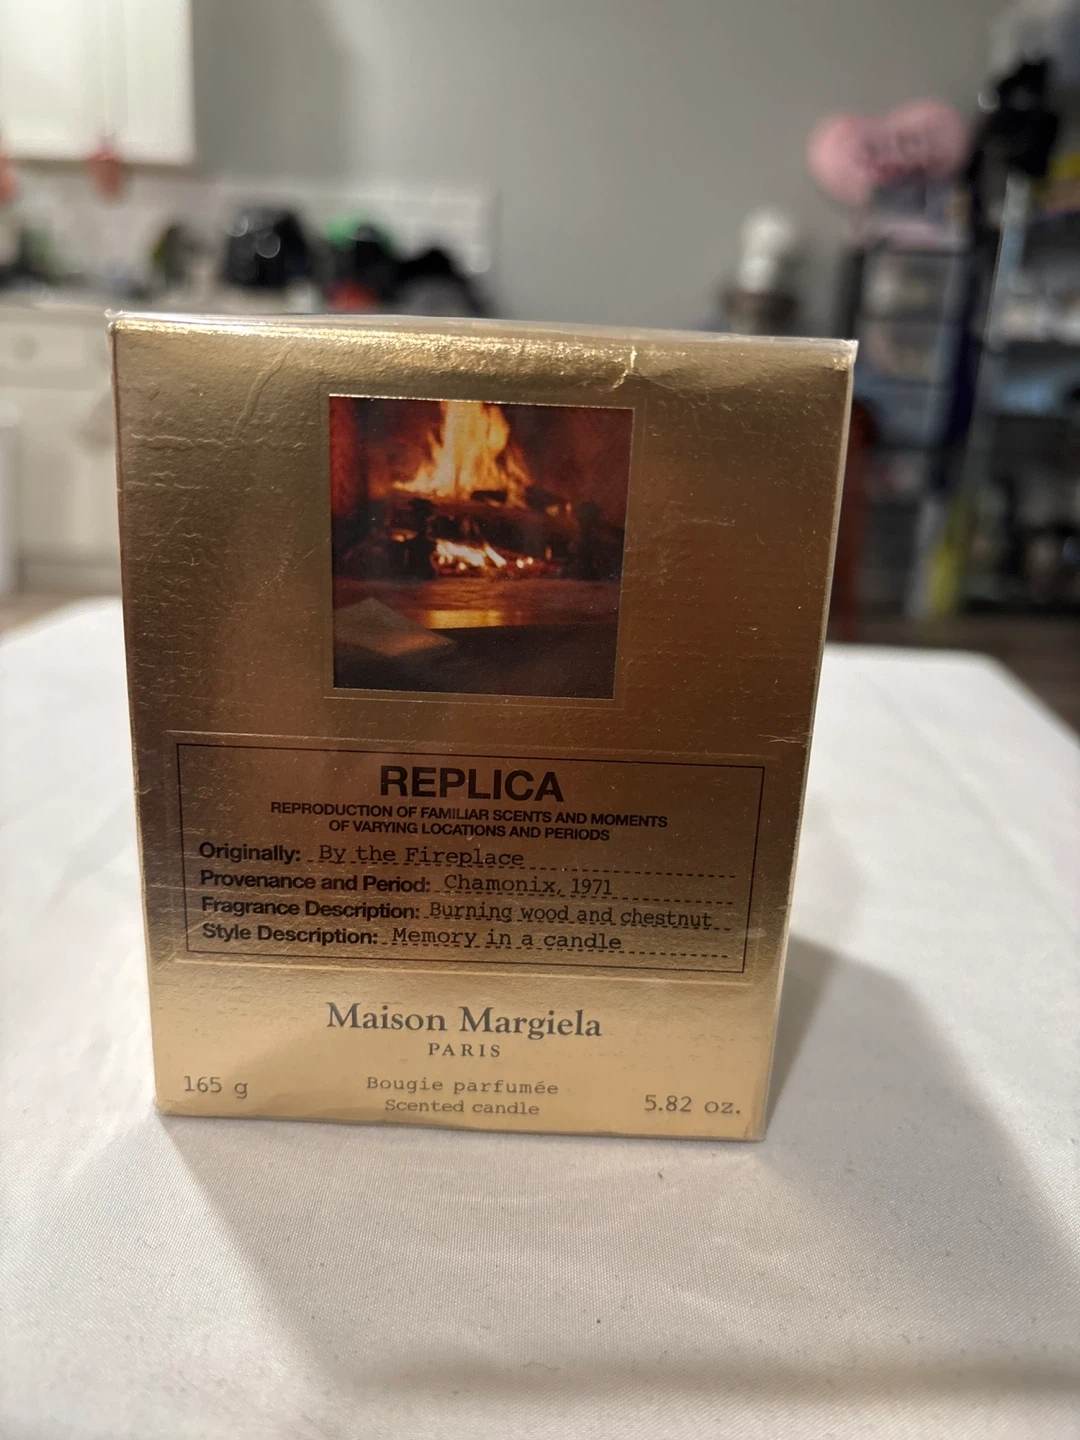 REPLICA
REPRODUCTION OF FAMILIAR SCENTS AND MOMENTS
OF VARYING LOCATIONS AND PERIODS
Originally: By the Fireplace
Provenance and Period: Chamonix, 1971
Fragrance Description: Burning wood and chestnut
Style Description: Memory in a candle
Maison Margiela
PARIS
165 g
Bougie parfumée
Scented candle
5.82 oz.